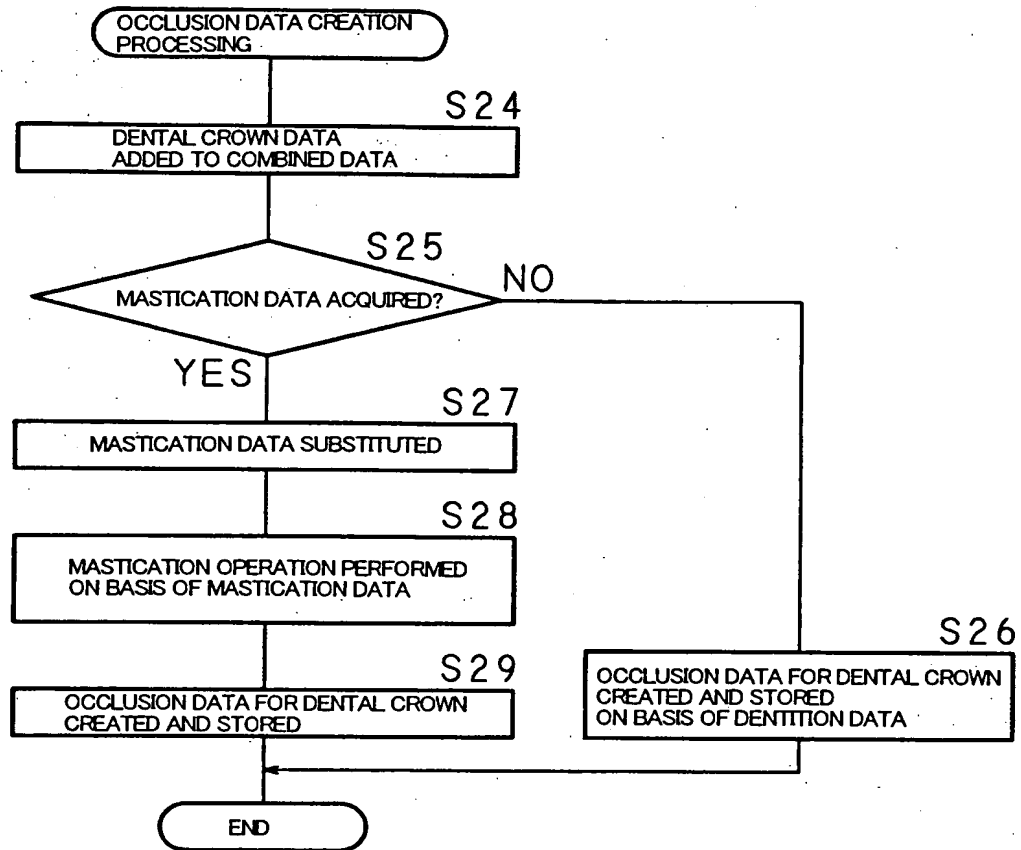 OCCLUSION DATA CREATION
PROCESSING
S24
DENTAL CROWN DATA
ADDED TO COMBINED DATA
S25
MASTICATION DATA ACQUIRED?
NO
YES
S27
MASTICATION DATA SUBSTITUTED
S28
MASTICATION OPERATION PERFORMED
ON BASIS OF MASTICATION DATA
S29
OCCLUSION DATA FOR DENTAL CROWN
CREATED AND STORED
S26
OCCLUSION DATA FOR DENTAL CROWN
CREATED AND STORED
ON BASIS OF DENTITION DATA
END